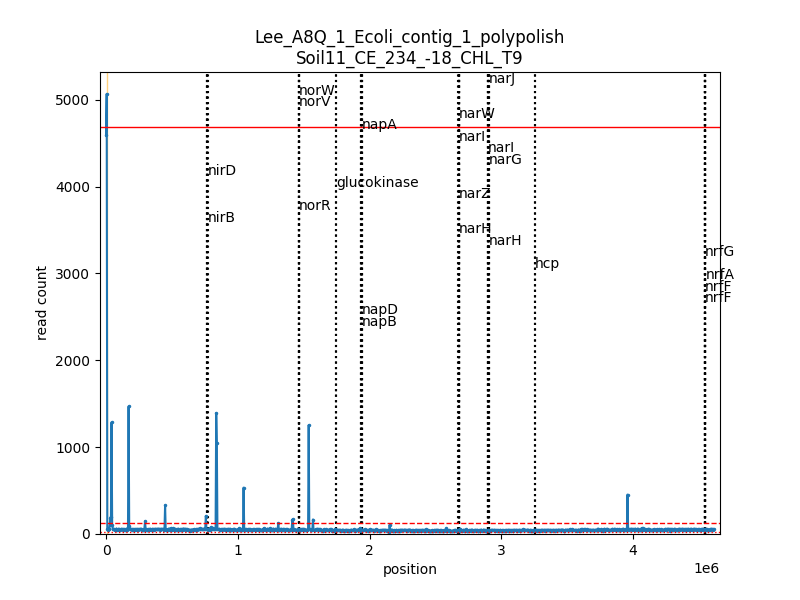 Lee_A8Q_1_Ecoli_contig_1_polypolish
Soil11_CE_234_-18_CHL_T9
narJ
norW
norV
narW
napA
narI
narI
narG
nirD
glucokinase
narZ
norR
nirB
narH
narH
nrfG
hcp
nrfA
nrfF
nrfF
napD
napB
read count
5000
4000
3000
2000
1000
0
0
1
2
3
4
1e6
position